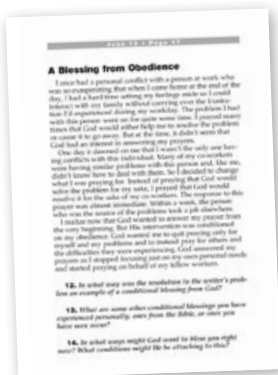 A Blessing from Obedience
I once had a personal conflict with a person at work who
was so exasperating that when I came home at the end of the
day, I had a hard time setting my feelings aside so I could
interact with my family without carrying over the frustra-
tion I'd experienced during my workday. The problem I had
with this person went on for quite some time. I prayed many
times that God would either help me to resolve the problem
or cause it to go away. But at the time, it didn't seem that
God had an interest in answering my prayers.
One day it dawned on me that I wasn't the only one hav-
ing conflicts with this individual. Many of my co-workers
were having similar problems with this person and, like me,
didn't know how to deal with them. So I decided to change
what I was praying for. Instead of praying that God would
solve the problem for my sake, I prayed that God would
resolve it for the sake of my co-workers. The response to this
prayer was almost immediate. Within a week, the person
who was the source of the problems took a job elsewhere.
I realize now that God wanted to answer my prayer from
the very beginning. But His intervention was conditioned
on my obedience. God wanted me to quit praying only for
myself and my problems and to instead pray for others and
the difficulties they were experiencing. God answered my
prayers as I stopped focusing just on my own personal needs
and started praying on behalf of my fellow workers.
12. In what way was the resolution to the writer's prob-
lem an example of a conditional blessing from God?
13. What are some other conditional blessings you have
experienced personally, ones from the Bible, or ones you
have seen occur?
14. In what ways might God want to bless you right
now? What conditions might He be attaching to this?